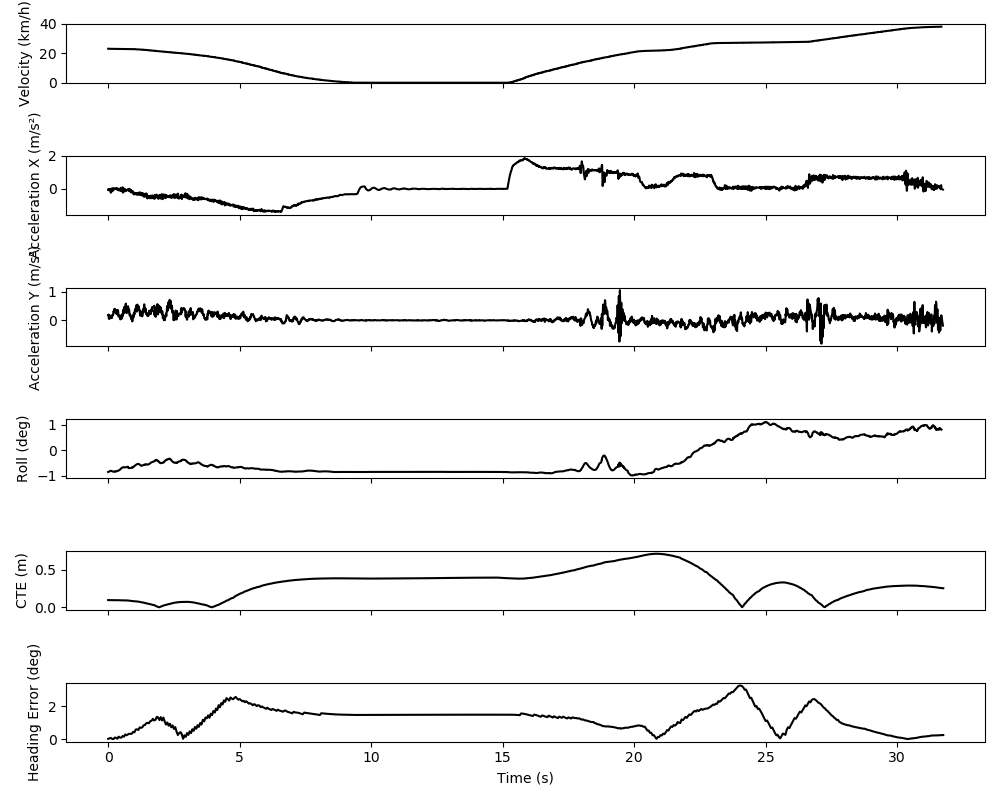 Velocity (km/h)
40
20
0
Acceleration X (m/s²)
2
0
Acceleration Y (m/s²)
1
0
Roll (deg)
1
0
−1
CTE (m)
0.5
0.0
Heading Error (deg)
2
0
0 5 10 15 20 25 30
Time (s)